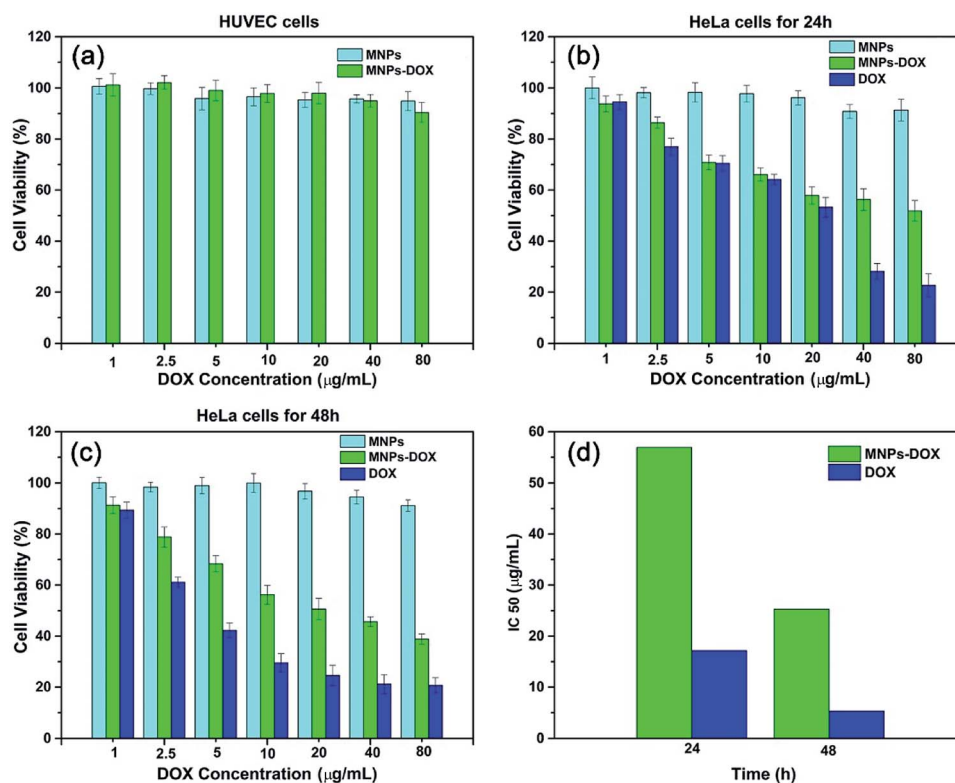 HUVEC cells
(a)
MNPs
MNPs-DOX
Cell Viability (%)
120
100
80
60
40
20
0
1 2.5 5 10 20 40 80
DOX Concentration (μg/mL)
HeLa cells for 24h
(b)
MNPs
MNPs-DOX
DOX
Cell Viability (%)
120
100
80
60
40
20
0
1 2.5 5 10 20 40 80
DOX Concentration (μg/mL)
HeLa cells for 48h
(c)
MNPs
MNPs-DOX
DOX
Cell Viability (%)
120
100
80
60
40
20
0
1 2.5 5 10 20 40 80
DOX Concentration (μg/mL)
(d)
MNPs-DOX
DOX
IC 50 (μg/mL)
60
50
40
30
20
10
0
24 48
Time (h)